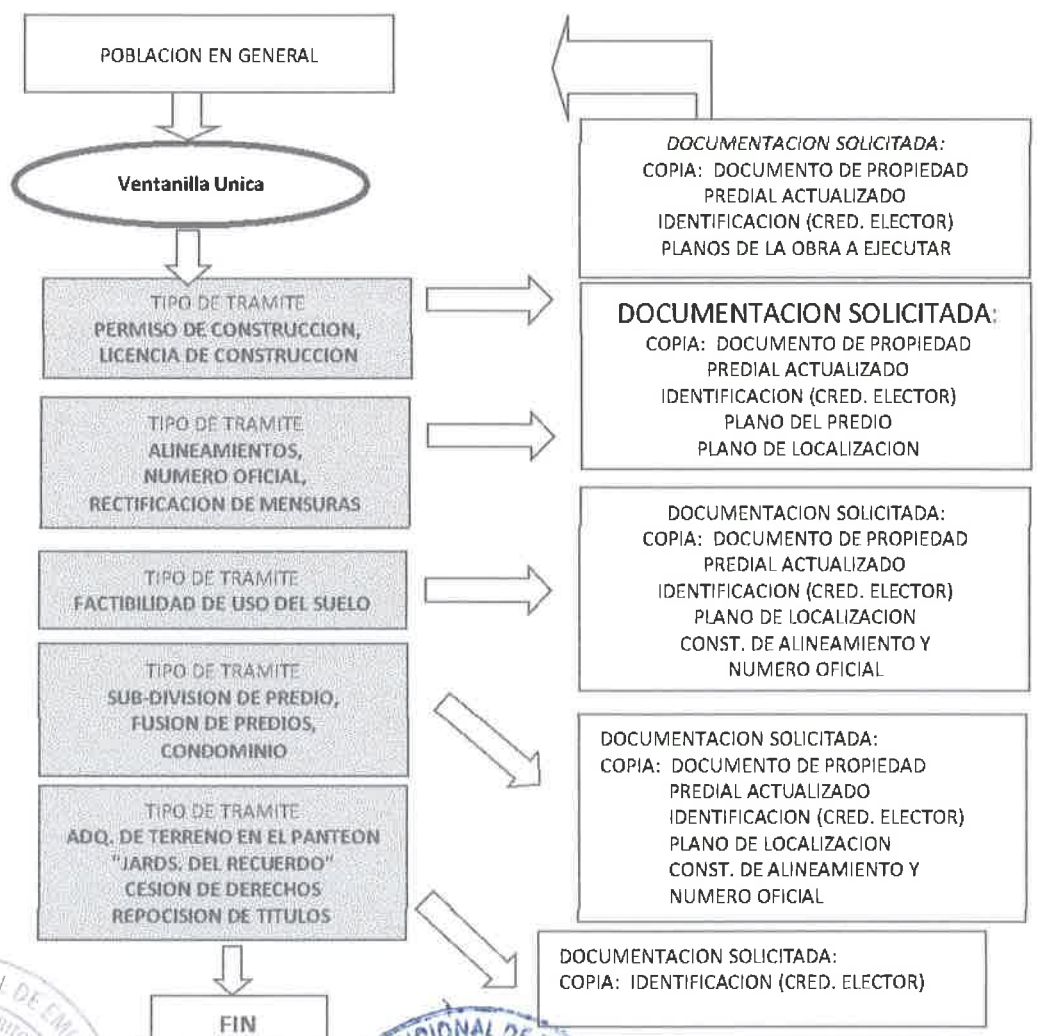 POBLACION EN GENERAL
Ventanilla Unica
TIPO DE TRAMITE
PERMISO DE CONSTRUCCION,
LICENCIA DE CONSTRUCCION
DOCUMENTACION SOLICITADA:
COPIA: DOCUMENTO DE PROPIEDAD
PREDIAL ACTUALIZADO
IDENTIFICACION (CRED. ELECTOR)
PLANOS DE LA OBRA A EJECUTAR
TIPO DE TRAMITE
ALINEAMIENTOS,
NUMERO OFICIAL,
RECTIFICACION DE MENSURAS
DOCUMENTACION SOLICITADA:
COPIA: DOCUMENTO DE PROPIEDAD
PREDIAL ACTUALIZADO
IDENTIFICACION (CRED. ELECTOR)
PLANO DEL PREDIO
PLANO DE LOCALIZACION
TIPO DE TRAMITE
FACTIBILIDAD DE USO DEL SUELO
DOCUMENTACION SOLICITADA:
COPIA: DOCUMENTO DE PROPIEDAD
PREDIAL ACTUALIZADO
IDENTIFICACION (CRED. ELECTOR)
PLANO DE LOCALIZACION
CONST. DE ALINEAMIENTO Y
NUMERO OFICIAL
TIPO DE TRAMITE
SUB-DIVISION DE PREDIO,
FUSION DE PREDIOS,
CONDOMINIO
DOCUMENTACION SOLICITADA:
COPIA: DOCUMENTO DE PROPIEDAD
PREDIAL ACTUALIZADO
IDENTIFICACION (CRED. ELECTOR)
PLANO DE LOCALIZACION
CONST. DE ALINEAMIENTO Y
NUMERO OFICIAL
TIPO DE TRAMITE
ADQ. DE TERRENO EN EL PANTEON
"JARDS. DEL RECUERDO"
CESION DE DERECHOS
REPOCISION DE TITULOS
DOCUMENTACION SOLICITADA:
COPIA: IDENTIFICACION (CRED. ELECTOR)
FIN